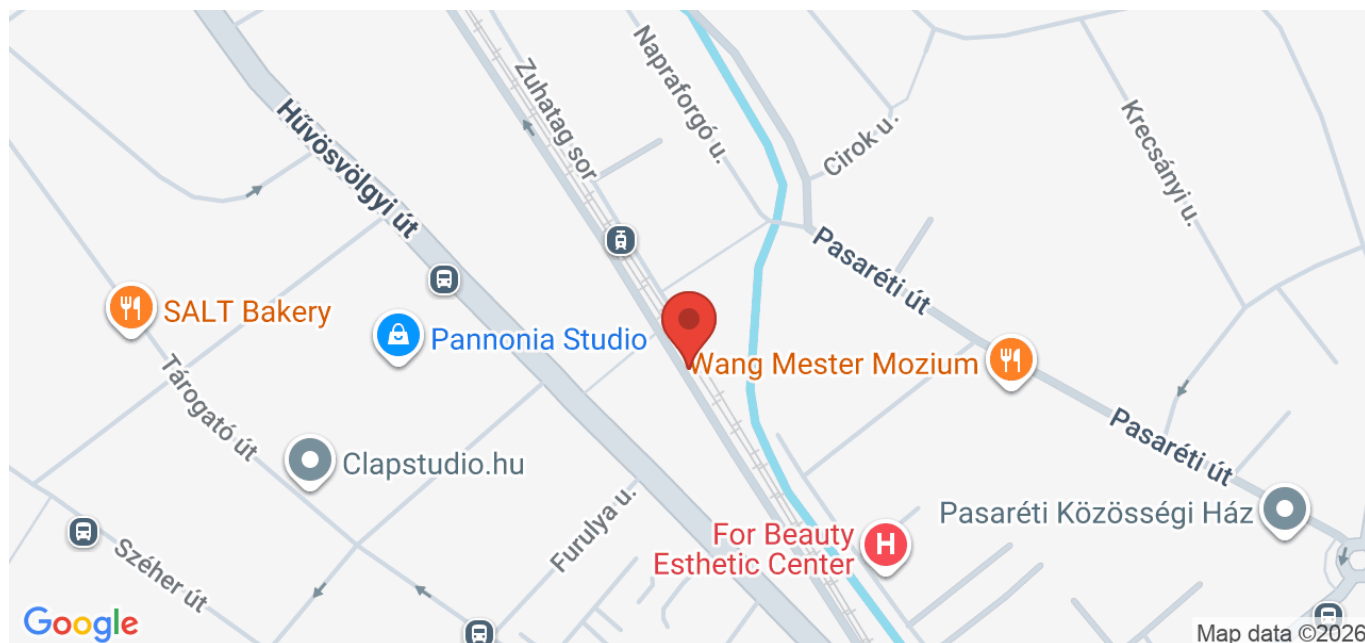 Napraforgó u.
Zuhatag sor
Hűvösvölgyi út
Cirok u.
Krecsányi u.
Pasaréti út
SALT Bakery
Pannonia Studio
Wang Mester Mozium
Tárogató út
Pasaréti út
Clapstudio.hu
Furulya u.
Pasaréti Közösségi Ház
For Beauty
Esthetic Center
H
Széher út
Google
Map data ©2026